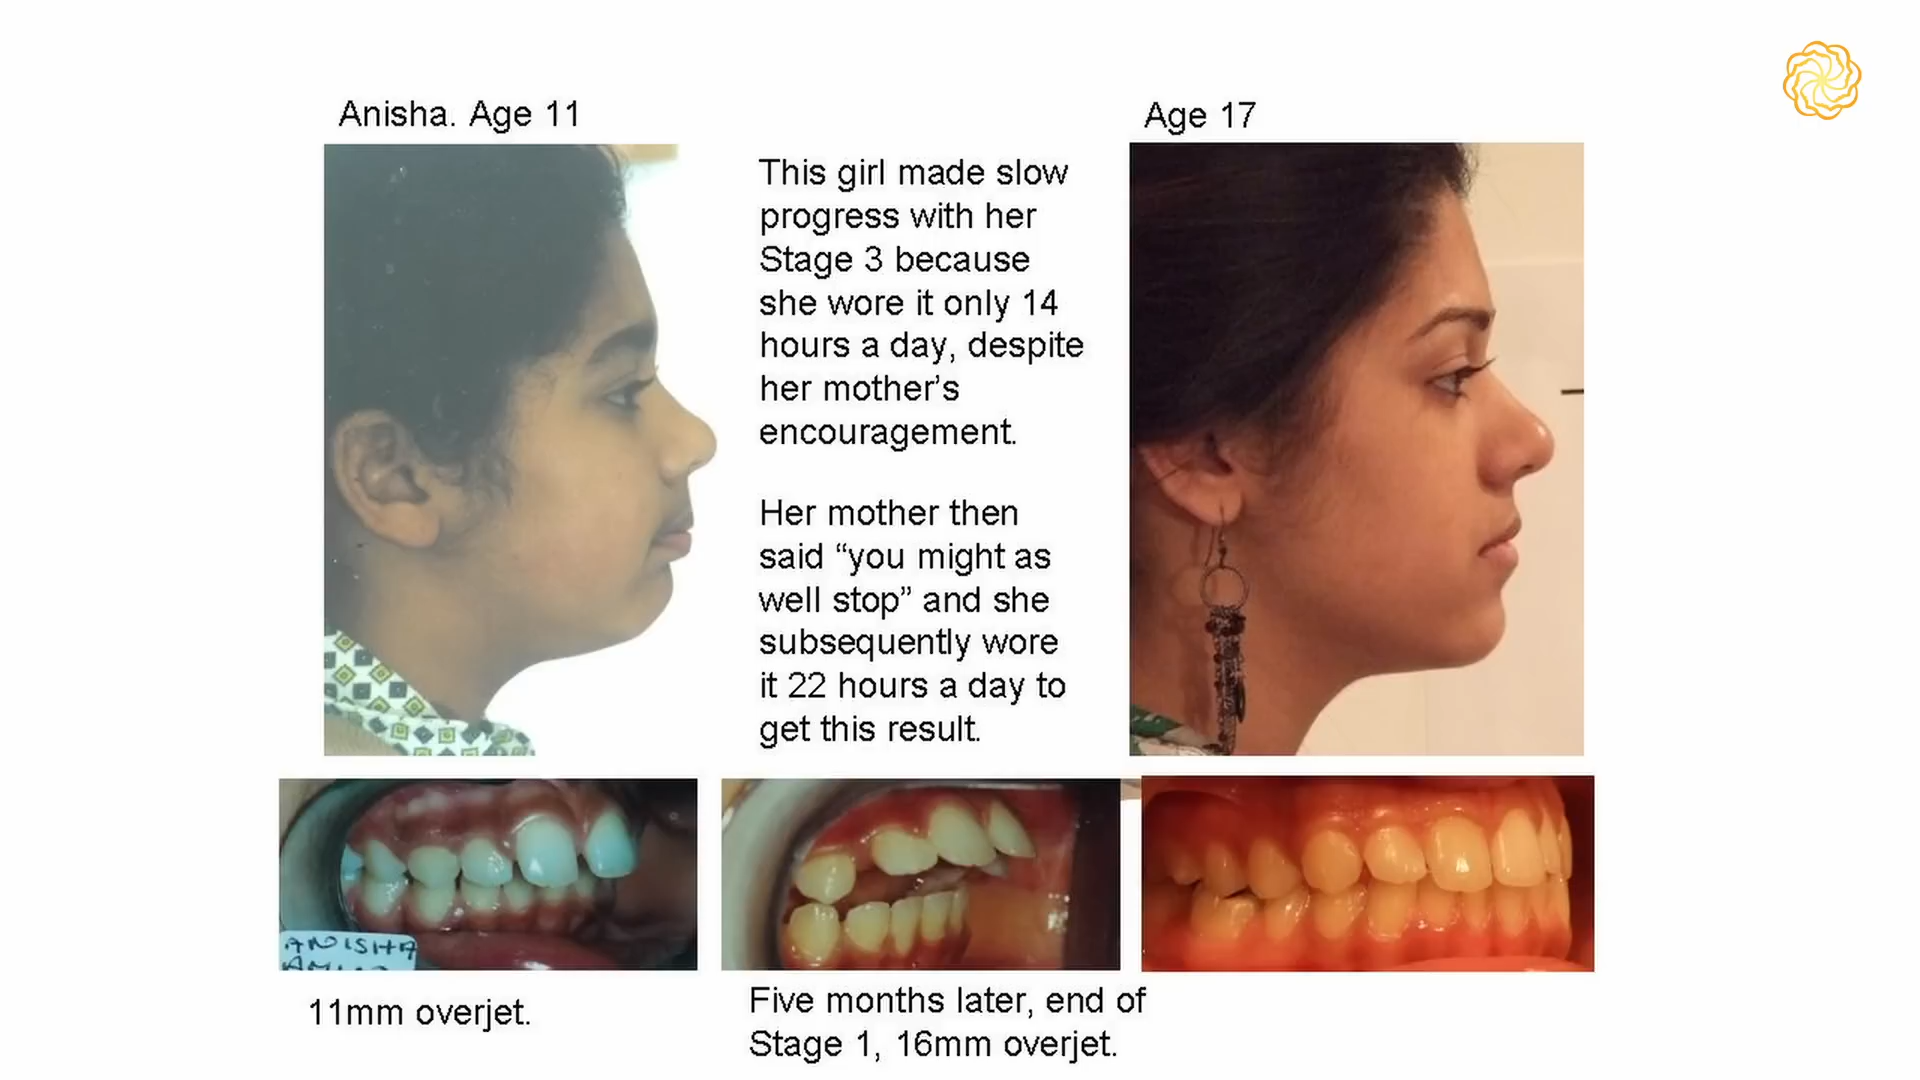 Anisha. Age 11
Age 17
This girl made slow
progress with her
Stage 3 because
she wore it only 14
hours a day, despite
her mother’s
encouragement.
Her mother then
said “you might as
well stop” and she
subsequently wore
it 22 hours a day to
get this result.
ANISHA
11mm overjet.
Five months later, end of
Stage 1, 16mm overjet.